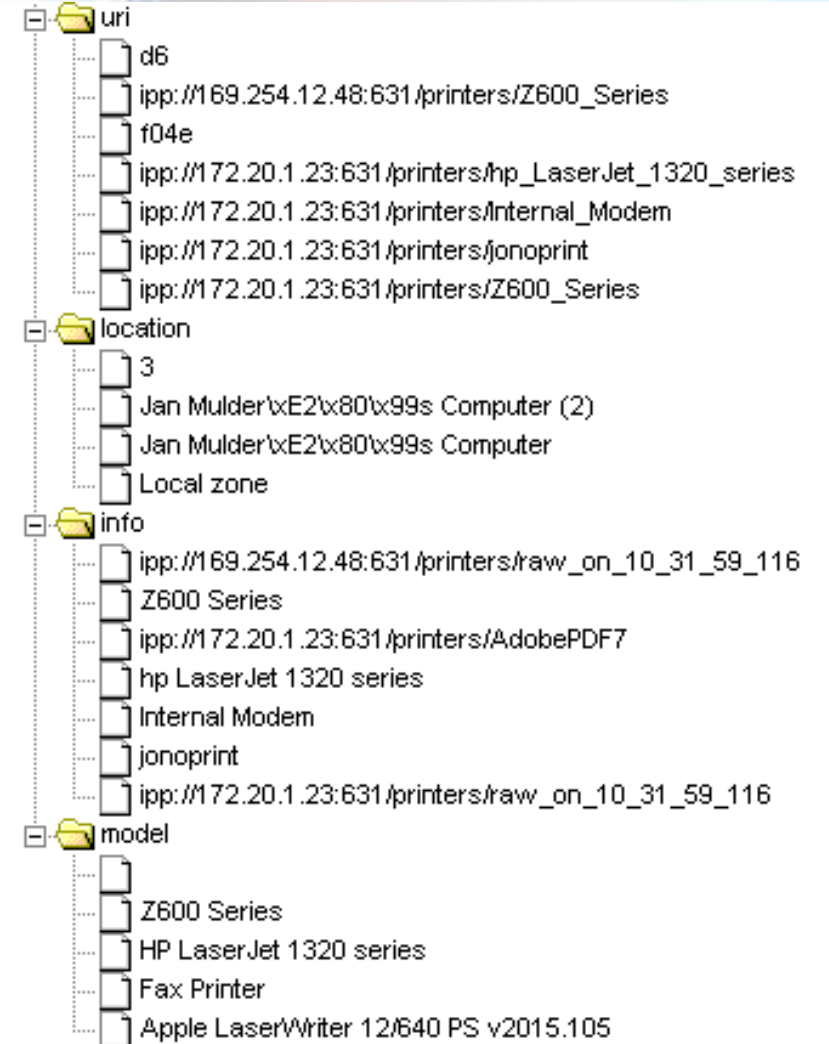 uri
d6
ipp://169.254.12.48:631/printers/Z600_Series
f04e
ipp://172.20.1.23:631/printers/hp_LaserJet_1320_series
ipp://172.20.1.23:631/printers/Internal_Modem
ipp://172.20.1.23:631/printers/jonoprint
ipp://172.20.1.23:631/printers/Z600_Series
location
3
Jan Mulder\xE2\x80\x99s Computer (2)
Jan Mulder\xE2\x80\x99s Computer
Local zone
info
ipp://169.254.12.48:631/printers/raw_on_10_31_59_116
Z600 Series
ipp://172.20.1.23:631/printers/AdobePDF7
hp LaserJet 1320 series
Internal Modem
jonoprint
ipp://172.20.1.23:631/printers/raw_on_10_31_59_116
model
Z600 Series
HP LaserJet 1320 series
Fax Printer
Apple LaserWriter 12/640 PS v2015.105